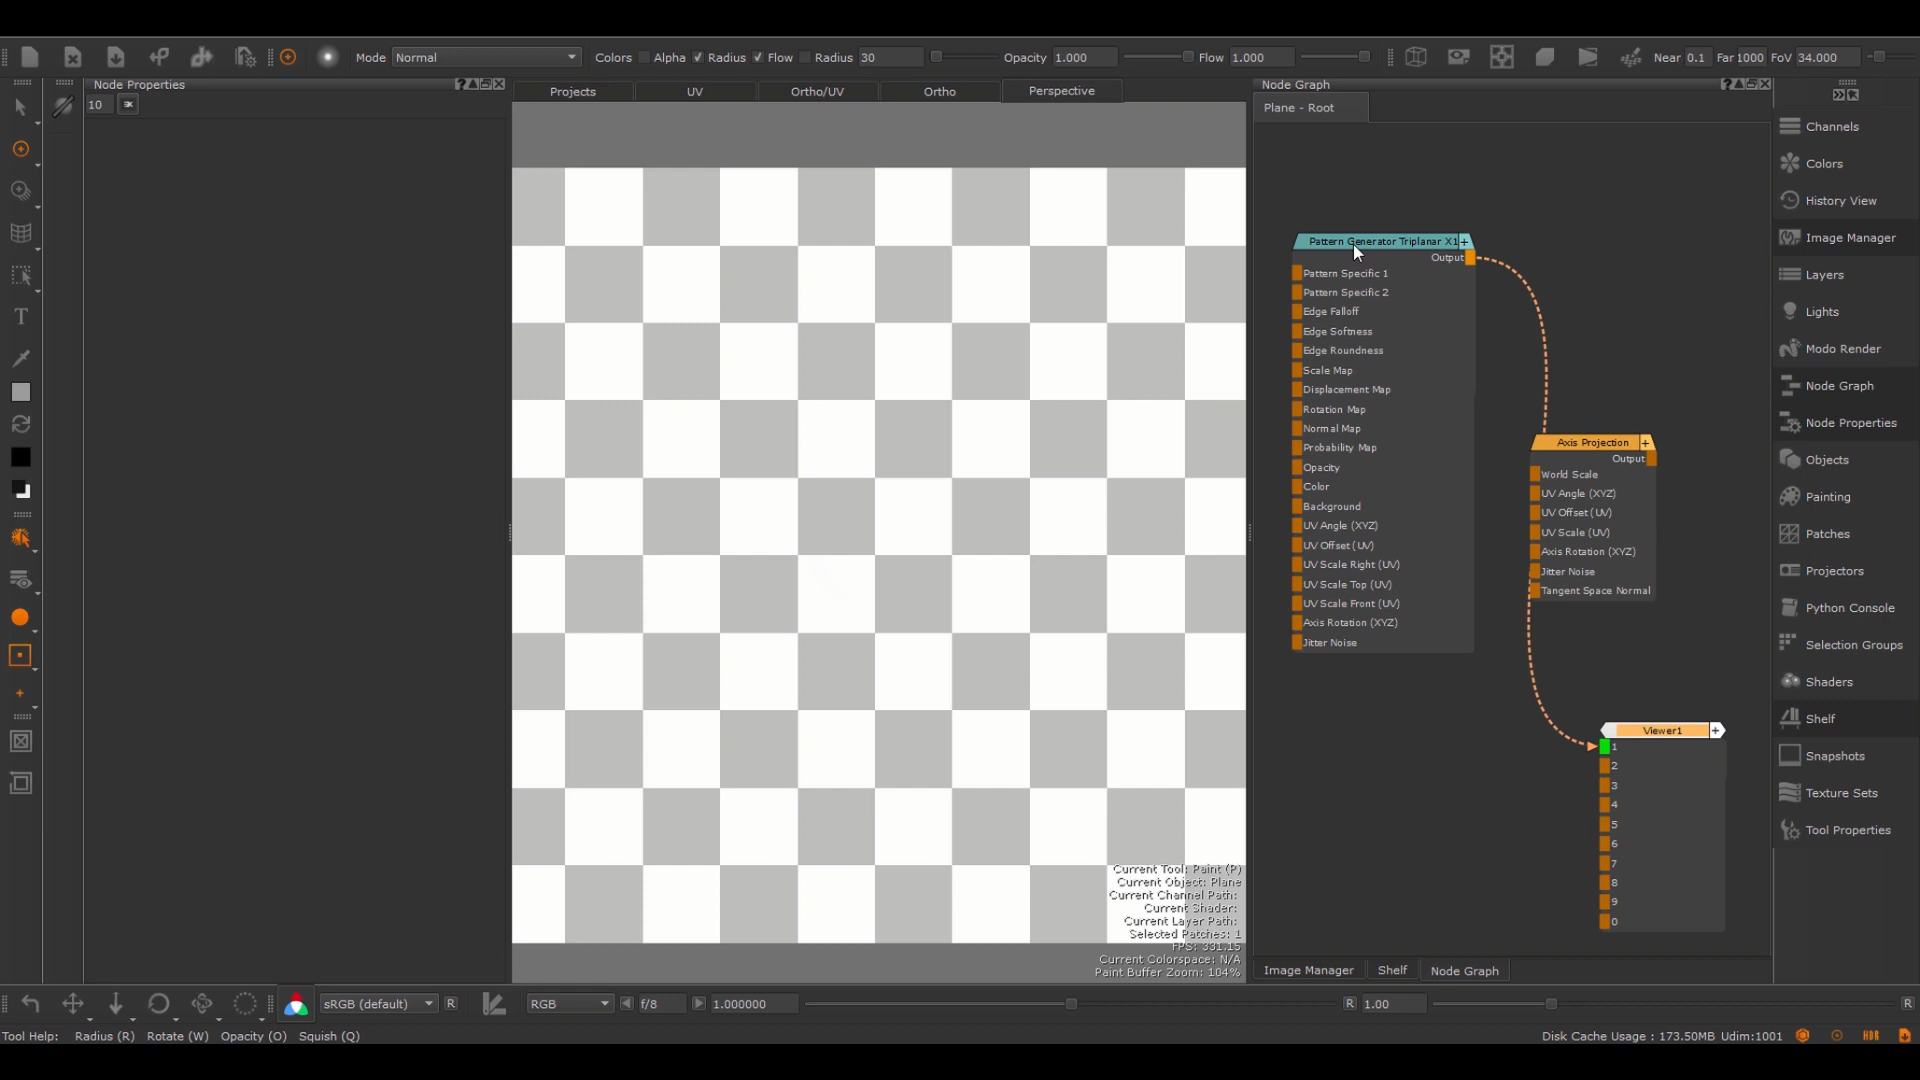 Mode Normal Colors Alpha Radius Flow Radius 30 Opacity 1.000 Flow 1.000 Near 0.1 Far 1000 FoV 34.000
Node Properties
10
Projects UV Ortho/UV Ortho Perspective
Node Graph
Plane - Root
Pattern Generator Triplanar X1 +
Output
Pattern Specific 1
Pattern Specific 2
Edge Falloff
Edge Softness
Edge Roundness
Scale Map
Displacement Map
Rotation Map
Normal Map
Probability Map
Opacity
Color
Background
UV Angle (XYZ)
UV Offset (UV)
UV Scale Right (UV)
UV Scale Top (UV)
UV Scale Front (UV)
Axis Rotation (XYZ)
Jitter Noise
Axis Projection +
Output
World Scale
UV Angle (XYZ)
UV Offset (UV)
UV Scale (UV)
Axis Rotation (XYZ)
Jitter Noise
Tangent Space Normal
Viewer1 +
1
2
3
4
5
6
7
8
9
0
Channels
Colors
History View
Image Manager
Layers
Lights
Modo Render
Node Graph
Node Properties
Objects
Painting
Patches
Projectors
Python Console
Selection Groups
Shaders
Shelf
Snapshots
Texture Sets
Tool Properties
Current Tool: Paint (P)
Current Object: Plane
Current Channel Path:
Current Shader:
Current Layer Path:
Selected Patches: 1
FPS: 331.15
Current Colorspace: N/A
Paint Buffer Zoom: 104%
Image Manager Shelf Node Graph
sRGB (default) R RGB f/8 1.000000 R 1.00 R
Tool Help: Radius (R) Rotate (W) Opacity (O) Squish (Q)
Disk Cache Usage : 173.50MB Udim:1001 HDR